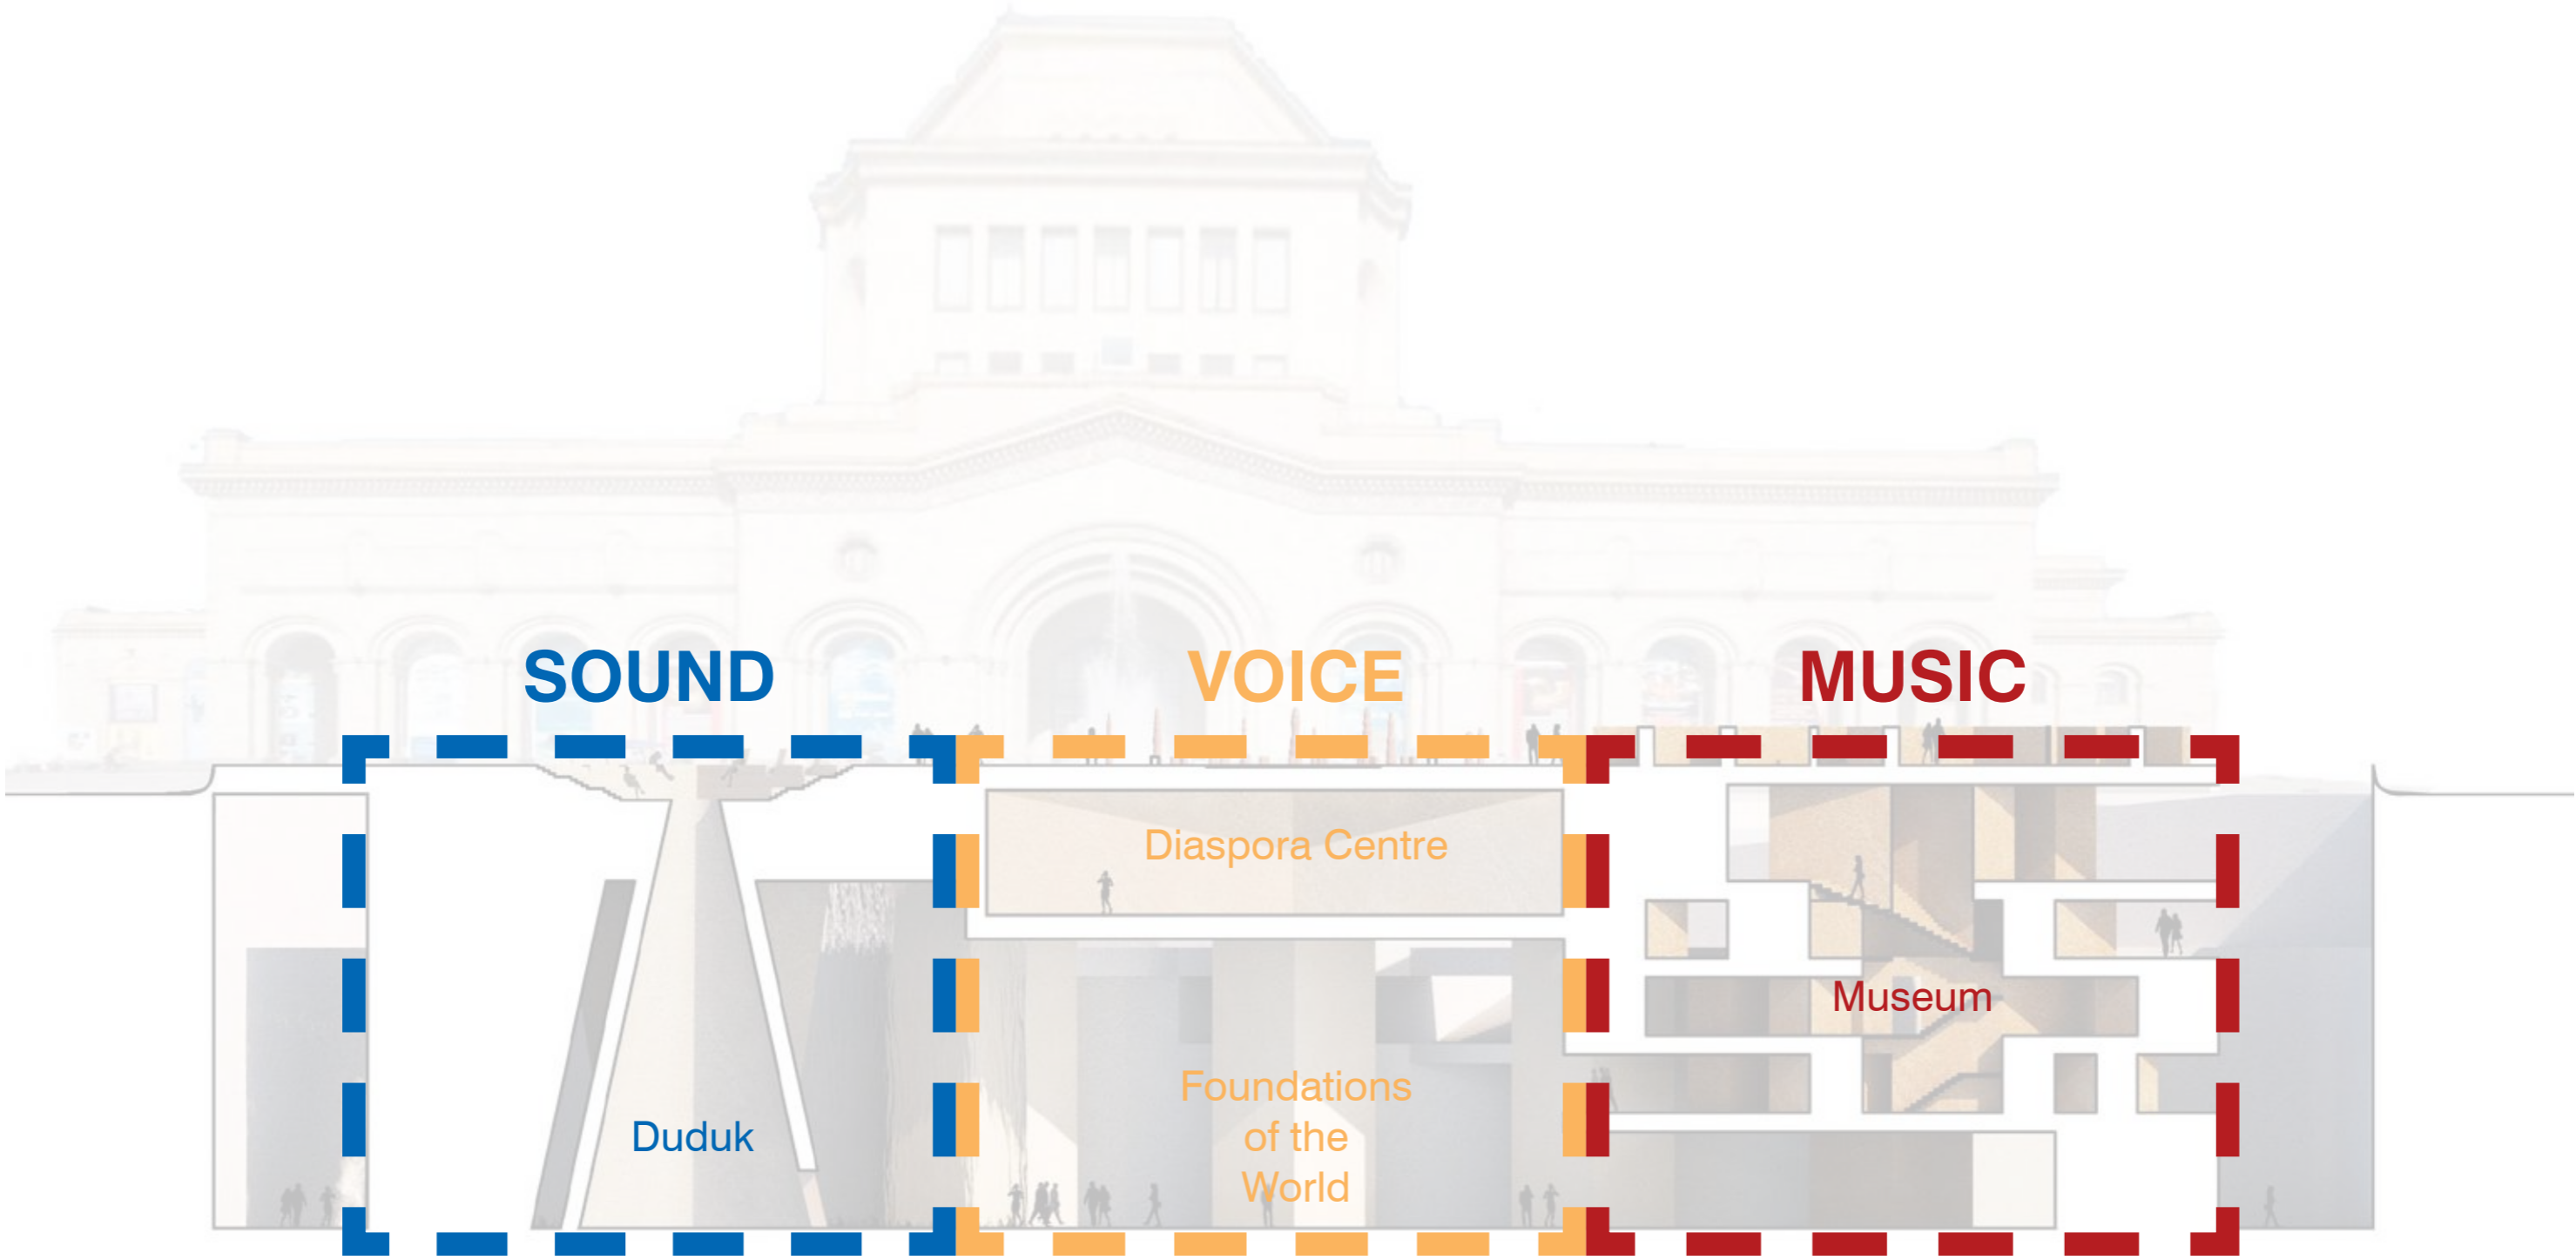 SOUND
VOICE
MUSIC
Diaspora Centre
Museum
Foundations
of the
World
Duduk